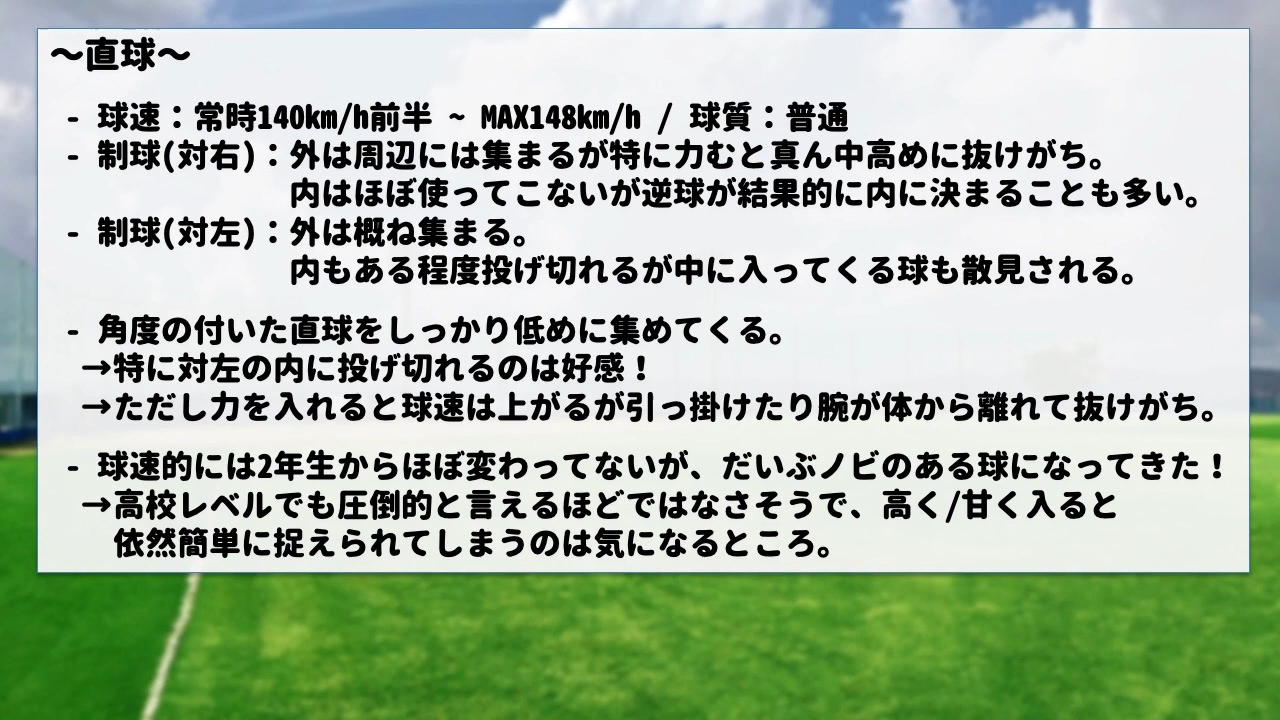 ～直球～
- 球速：常時140km/h前半 ~ MAX148km/h / 球質：普通
- 制球(対右)：外は周辺には集まるが特に力むと真ん中高めに抜けがち。
内はほぼ使ってこないが逆球が結果的に内に決まることも多い。
- 制球(対左)：外は概ね集まる。
内もある程度投げ切れるが中に入ってくる球も散見される。
- 角度の付いた直球をしっかり低めに集めてくる。
→特に対左の内に投げ切れるのは好感！
→ただし力を入れると球速は上がるが引っ掛けたり腕が体から離れて抜けがち。
- 球速的には2年生からほぼ変わってないが、だいぶノビのある球になってきた！
→高校レベルでも圧倒的と言えるほどではなさそうで、高く/甘く入ると
依然簡単に捉えられてしまうのは気になるところ。